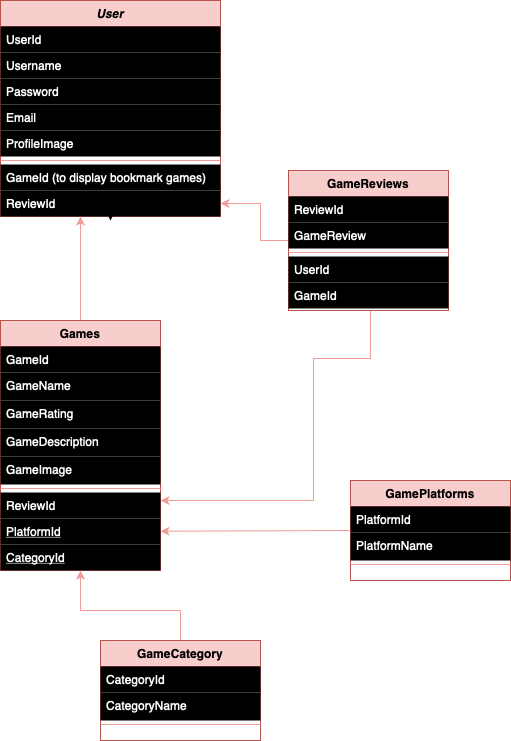 User
UserId
Username
Password
Email
ProfileImage
GameId (to display bookmark games)
ReviewId
GameReviews
ReviewId
GameReview
UserId
GameId
Games
GameId
GameName
GameRating
GameDescription
GameImage
ReviewId
PlatformId
CategoryId
GamePlatforms
PlatformId
PlatformName
GameCategory
CategoryId
CategoryName